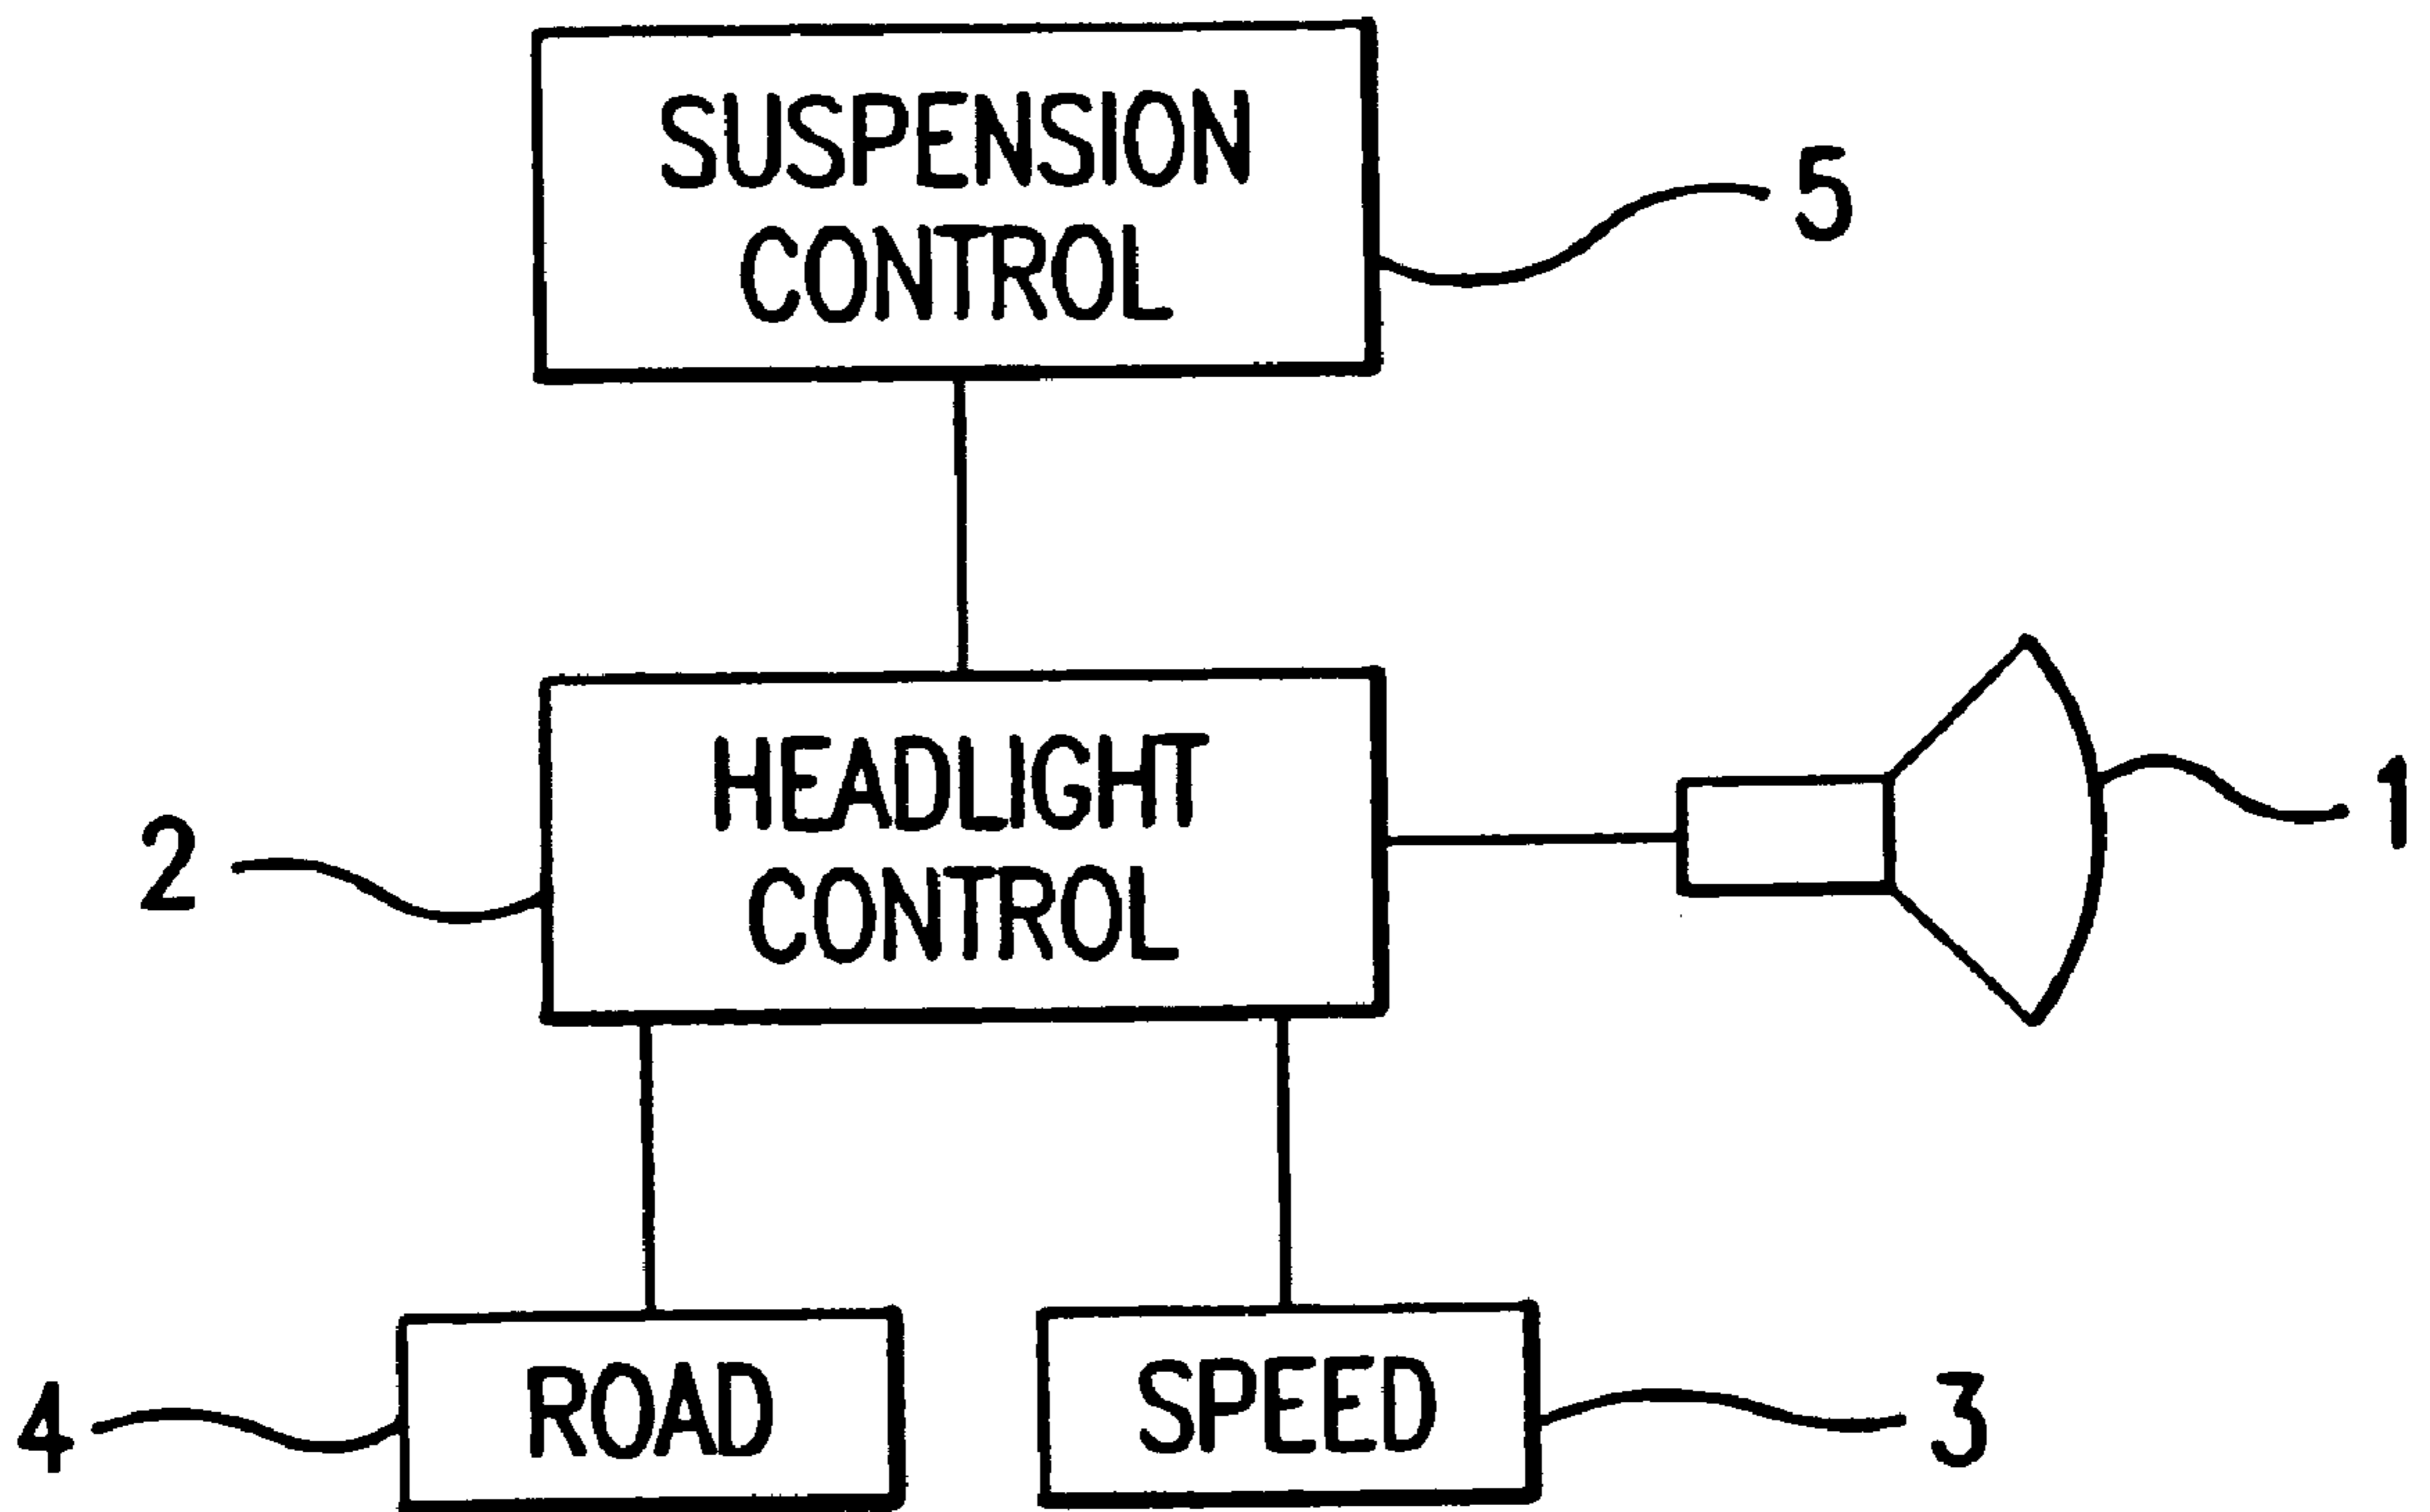 SUSPENSION
CONTROL
5
HEADLIGHT
CONTROL
1
2
ROAD
SPEED
4
3